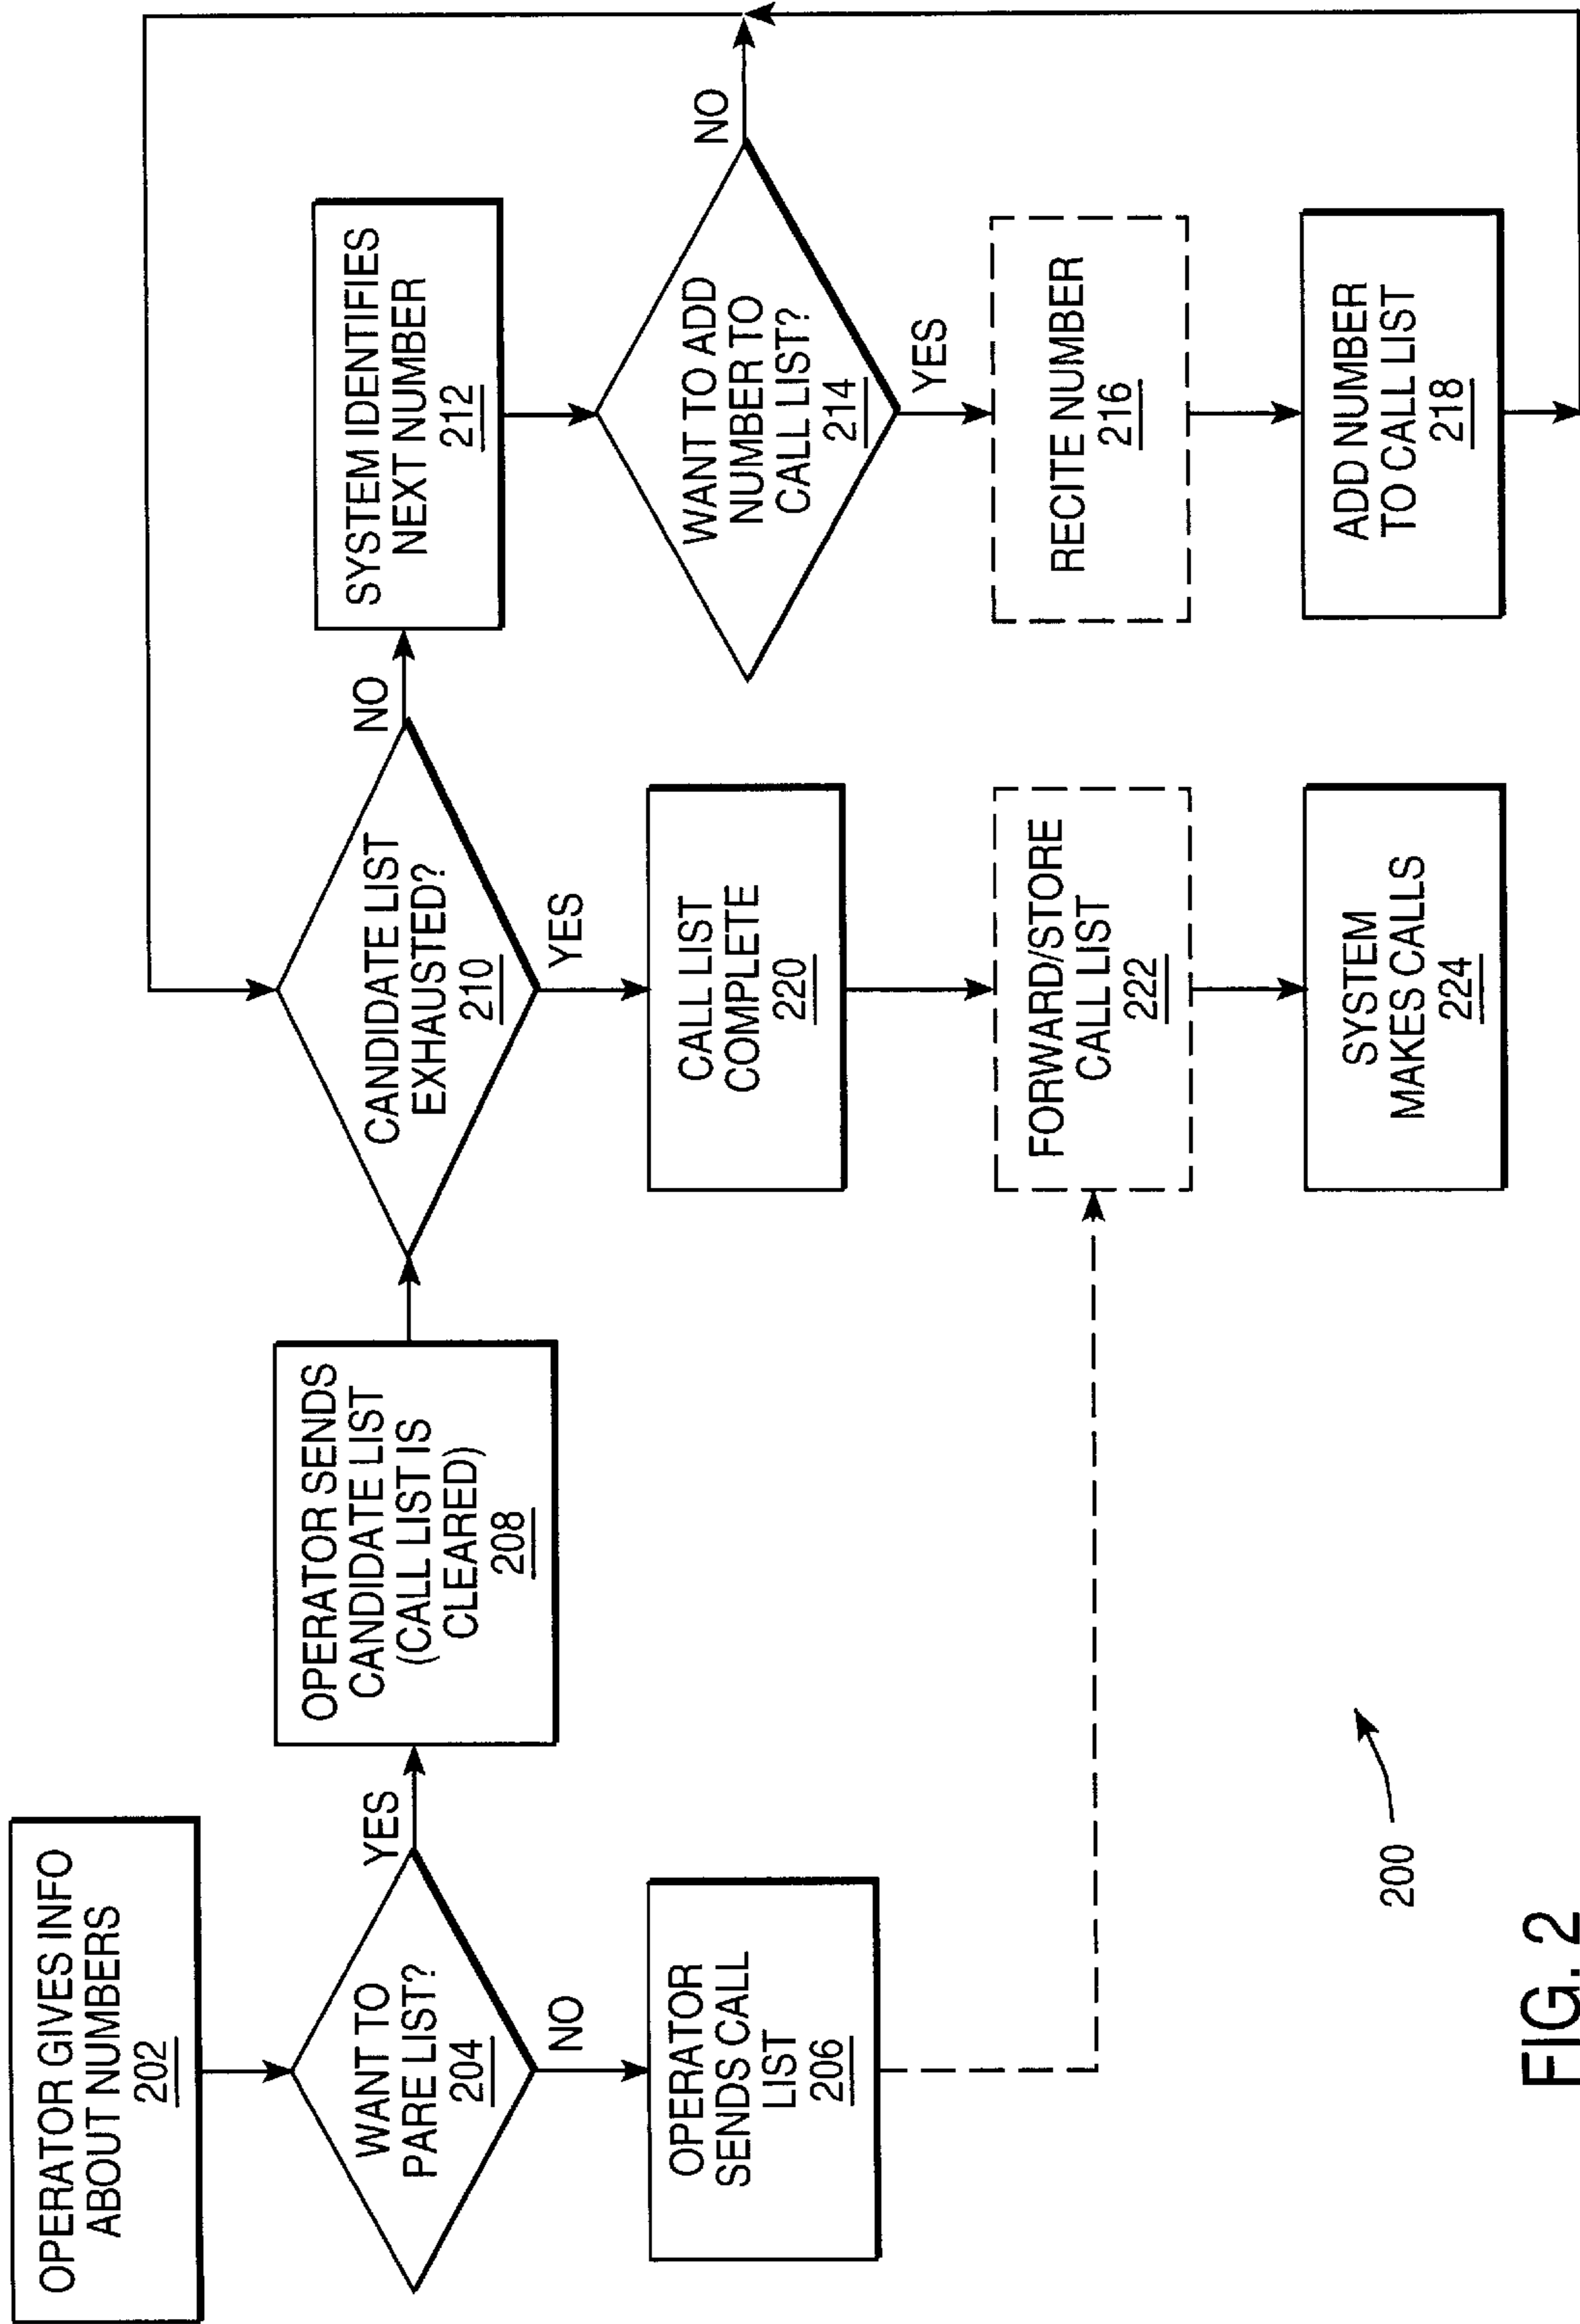 OPERATOR GIVES INFO
ABOUT NUMBERS
202
WANT TO
PARE LIST?
204
YES
NO
OPERATOR
SENDS CALL
LIST
206
OPERATOR SENDS
CANDIDATE LIST
(CALL LIST IS
CLEARED)
208
CANDIDATE LIST
EXHAUSTED?
210
NO
YES
SYSTEM IDENTIFIES
NEXT NUMBER
212
WANT TO ADD
NUMBER TO
CALL LIST?
214
NO
YES
RECITE NUMBER
216
ADD NUMBER
TO CALL LIST
218
CALL LIST
COMPLETE
220
FORWARD/STORE
CALL LIST
222
SYSTEM
MAKES CALLS
224
200
FIG. 2